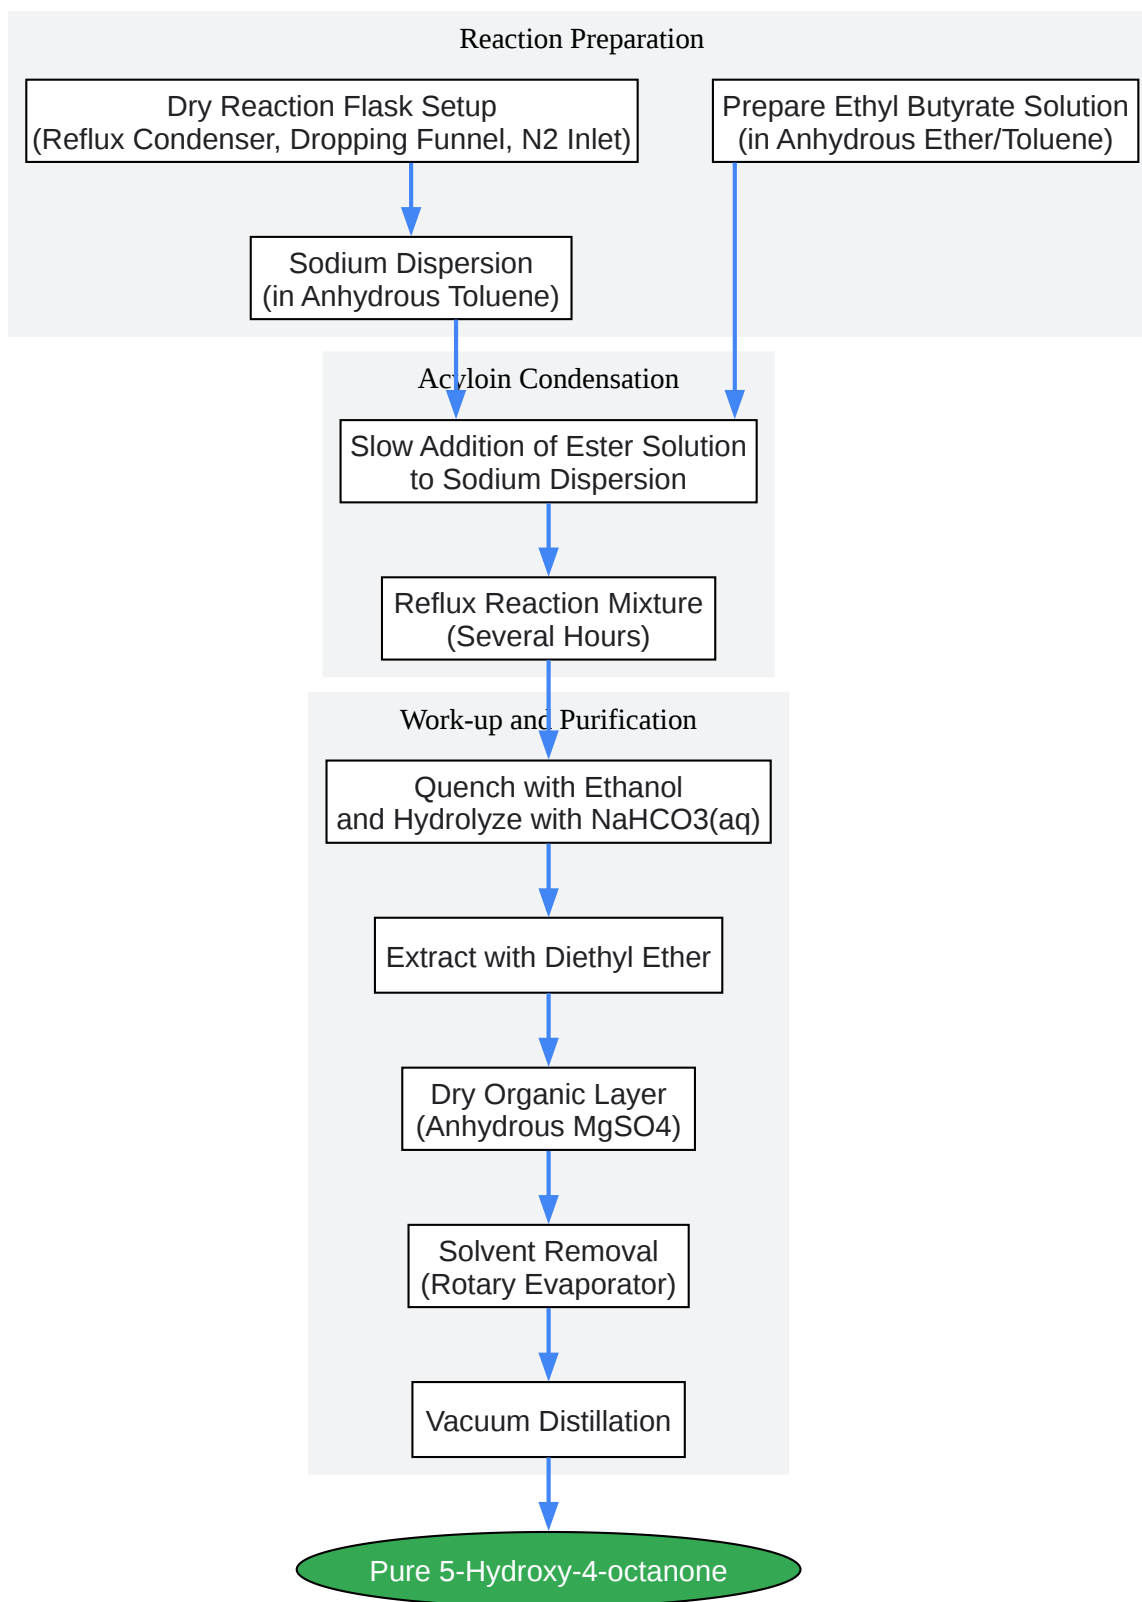 Reaction Preparation
Dry Reaction Flask Setup
(Reflux Condenser, Dropping Funnel, N2 Inlet)
Prepare Ethyl Butyrate Solution
(in Anhydrous Ether/Toluene)
Sodium Dispersion
(in Anhydrous Toluene)
Acyloin Condensation
Slow Addition of Ester Solution
to Sodium Dispersion
Reflux Reaction Mixture
(Several Hours)
Work-up and Purification
Quench with Ethanol
and Hydrolyze with NaHCO3(aq)
Extract with Diethyl Ether
Dry Organic Layer
(Anhydrous MgSO4)
Solvent Removal
(Rotary Evaporator)
Vacuum Distillation
Pure 5-Hydroxy-4-octanone